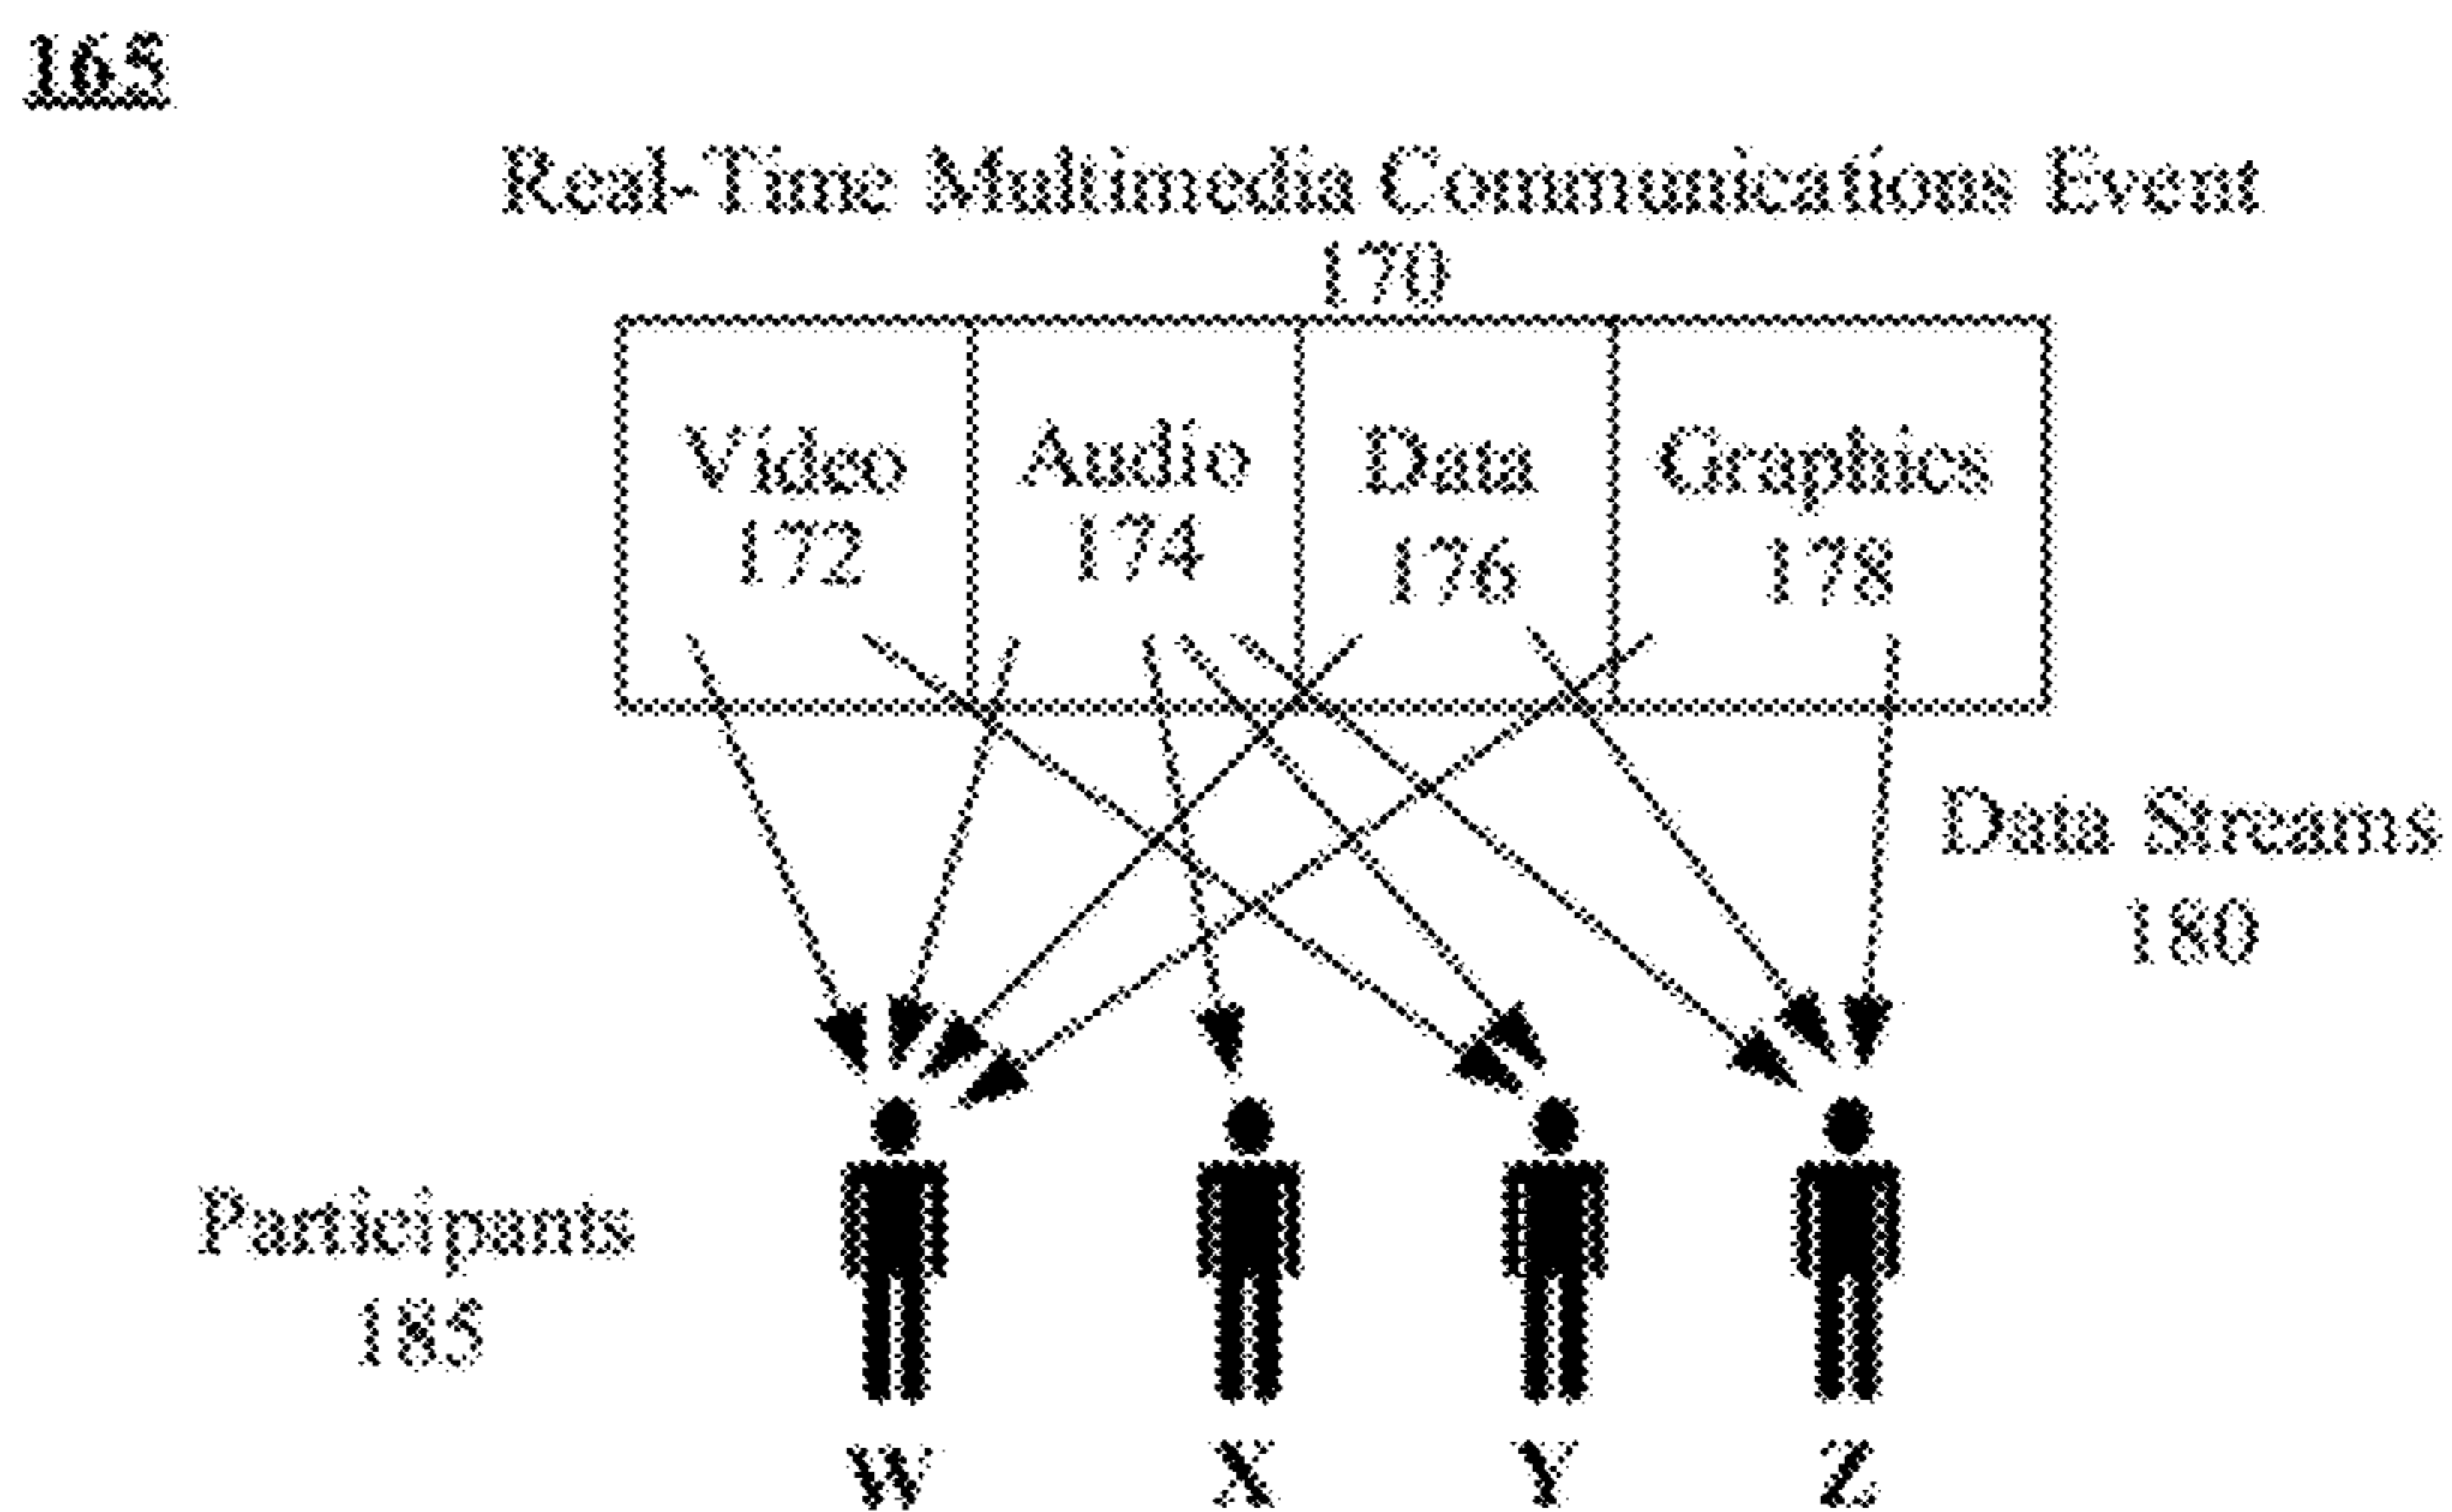 165
Real-Time Multimedia Communications Event
170
Video Audio Data Graphics
172 174 176 178
Data Streams
180
Participants
185
W X Y Z